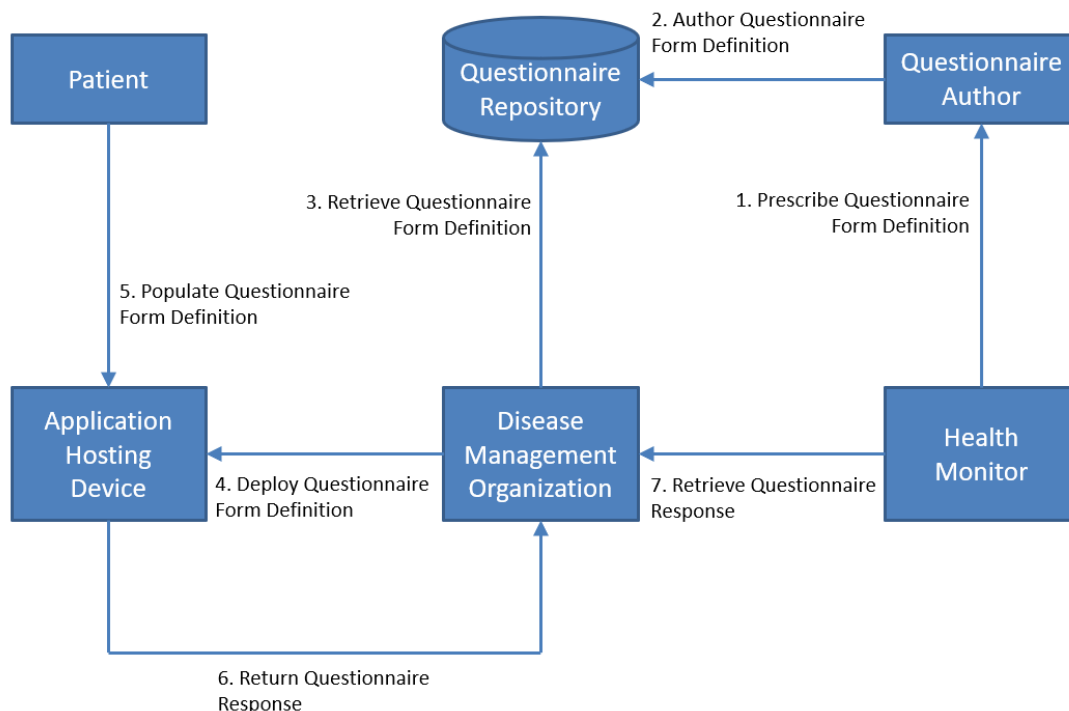 Patient
Questionnaire
Repository
2. Author Questionnaire
Form Definition
Questionnaire
Author
3. Retrieve Questionnaire
Form Definition
1. Prescribe Questionnaire
Form Definition
5. Populate Questionnaire
Form Definition
Application
Hosting
Device
4. Deploy Questionnaire
Form Definition
Disease
Management
Organization
7. Retrieve Questionnaire
Response
Health
Monitor
6. Return Questionnaire
Response